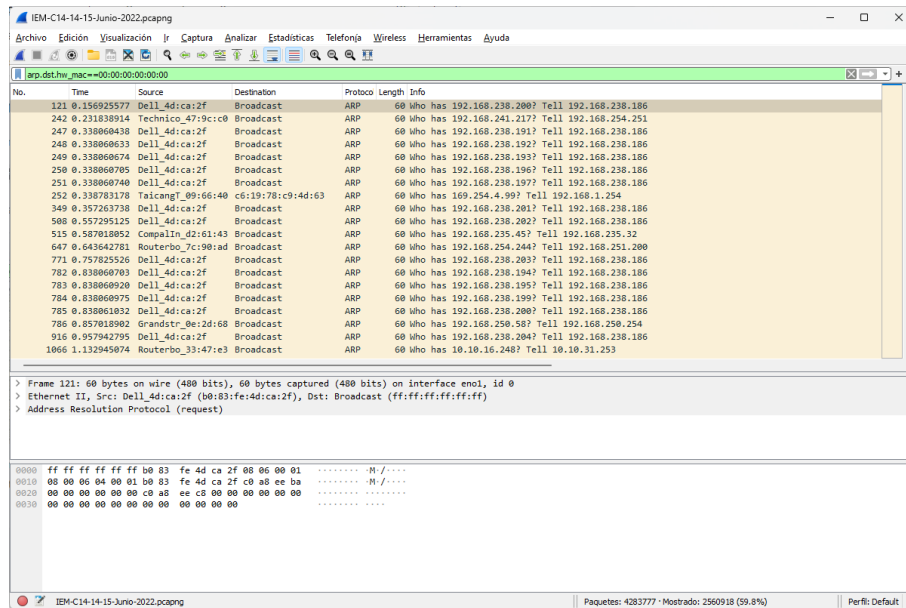 IEM-C14-14-15-Junio-2022.pcapng
Archivo Edición Visualización Ir Captura Analizar Estadísticas Telefonía Wireless Herramientas Ayuda
arp.dst.hw_mac==00:00:00:00:00:00
No. Time Source Destination Protoco Length Info
121 0.156925577 Dell_4d:ca:2f Broadcast ARP 60 Who has 192.168.238.200? Tell 192.168.238.186
242 0.231838914 Technico_47:9c:c0 Broadcast ARP 60 Who has 192.168.241.217? Tell 192.168.254.251
247 0.338060438 Dell_4d:ca:2f Broadcast ARP 60 Who has 192.168.238.191? Tell 192.168.238.186
248 0.338060633 Dell_4d:ca:2f Broadcast ARP 60 Who has 192.168.238.192? Tell 192.168.238.186
249 0.338060674 Dell_4d:ca:2f Broadcast ARP 60 Who has 192.168.238.193? Tell 192.168.238.186
250 0.338060705 Dell_4d:ca:2f Broadcast ARP 60 Who has 192.168.238.196? Tell 192.168.238.186
251 0.338060740 Dell_4d:ca:2f Broadcast ARP 60 Who has 192.168.238.197? Tell 192.168.238.186
252 0.338783178 TaicangT_09:66:40 c6:19:78:c9:4d:63 ARP 60 Who has 169.254.4.99? Tell 192.168.1.254
349 0.357263738 Dell_4d:ca:2f Broadcast ARP 60 Who has 192.168.238.201? Tell 192.168.238.186
508 0.557295125 Dell_4d:ca:2f Broadcast ARP 60 Who has 192.168.238.202? Tell 192.168.238.186
515 0.587018052 CompalIn_d2:61:43 Broadcast ARP 60 Who has 192.168.235.45? Tell 192.168.235.32
647 0.643642781 Routerbo_7c:90:ad Broadcast ARP 60 Who has 192.168.254.244? Tell 192.168.251.200
771 0.757825526 Dell_4d:ca:2f Broadcast ARP 60 Who has 192.168.238.203? Tell 192.168.238.186
782 0.838060703 Dell_4d:ca:2f Broadcast ARP 60 Who has 192.168.238.194? Tell 192.168.238.186
783 0.838060920 Dell_4d:ca:2f Broadcast ARP 60 Who has 192.168.238.195? Tell 192.168.238.186
784 0.838060975 Dell_4d:ca:2f Broadcast ARP 60 Who has 192.168.238.199? Tell 192.168.238.186
785 0.838061032 Dell_4d:ca:2f Broadcast ARP 60 Who has 192.168.238.200? Tell 192.168.238.186
786 0.857018902 Grandstr_0e:2d:68 Broadcast ARP 60 Who has 192.168.250.58? Tell 192.168.250.254
916 0.957942795 Dell_4d:ca:2f Broadcast ARP 60 Who has 192.168.238.204? Tell 192.168.238.186
1066 1.132945074 Routerbo_33:47:e3 Broadcast ARP 60 Who has 10.10.16.248? Tell 10.10.31.253
> Frame 121: 60 bytes on wire (480 bits), 60 bytes captured (480 bits) on interface eno1, id 0
> Ethernet II, Src: Dell_4d:ca:2f (b0:83:fe:4d:ca:2f), Dst: Broadcast (ff:ff:ff:ff:ff:ff)
> Address Resolution Protocol (request)
0000 ff ff ff ff ff ff b0 83 fe 4d ca 2f 08 06 00 01 ········ ·M·/····
0010 08 00 06 04 00 01 b0 83 fe 4d ca 2f c0 a8 ee ba ········ ·M·/····
0020 00 00 00 00 00 00 c0 a8 ee c8 00 00 00 00 00 00 ········ ········
0030 00 00 00 00 00 00 00 00 00 00 00 00 ········ ····
IEM-C14-14-15-Junio-2022.pcapng Paquetes: 4283777 · Mostrado: 2560918 (59.8%) Perfil: Default